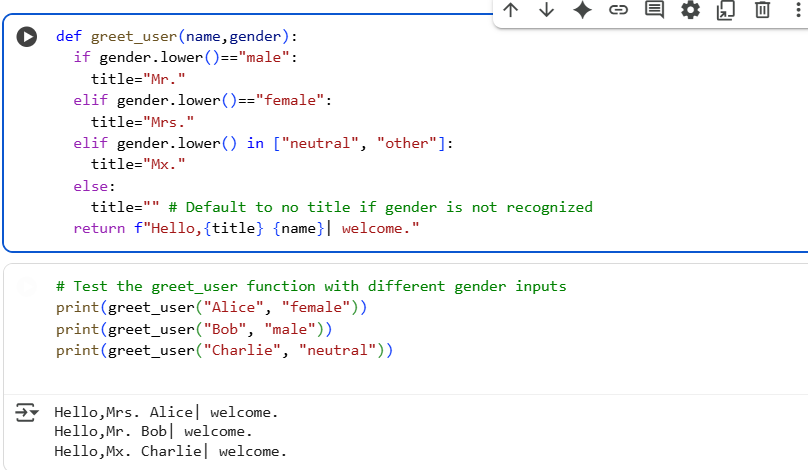 def greet_user(name,gender):
  if gender.lower()=="male":
    title="Mr."
  elif gender.lower()=="female":
    title="Mrs."
  elif gender.lower() in ["neutral", "other"]:
    title="Mx."
  else:
    title="" # Default to no title if gender is not recognized
  return f"Hello,{title} {name}| welcome."
# Test the greet_user function with different gender inputs
print(greet_user("Alice", "female"))
print(greet_user("Bob", "male"))
print(greet_user("Charlie", "neutral"))
Hello,Mrs. Alice| welcome.
Hello,Mr. Bob| welcome.
Hello,Mx. Charlie| welcome.